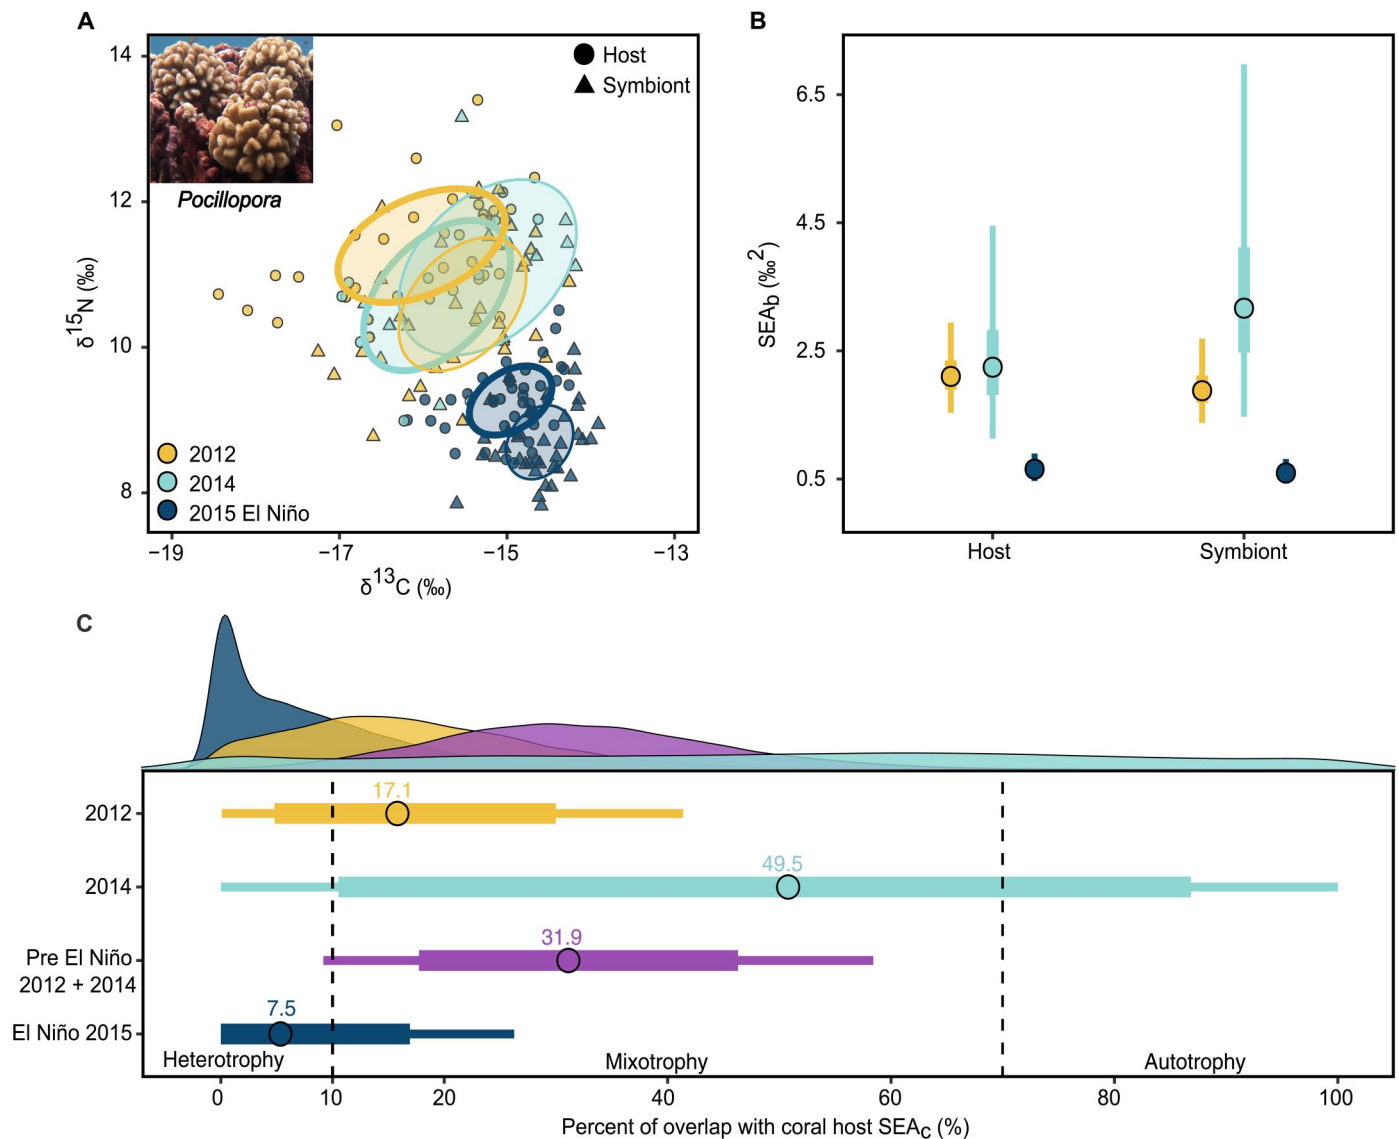 A
14
12
10
8
δ15N (‰)
Host
Symbiont
Pocillopora
2012
2014
2015 El Niño
−19
−17
−15
−13
δ13C (‰)
B
6.5
4.5
2.5
0.5
SEAb (‰2)
Host
Symbiont
C
2012
17.1
2014
49.5
Pre El Niño
2012 + 2014
31.9
El Niño 2015
7.5
Heterotrophy
Mixotrophy
Autotrophy
0
10
20
40
60
80
100
Percent of overlap with coral host SEAC (%)